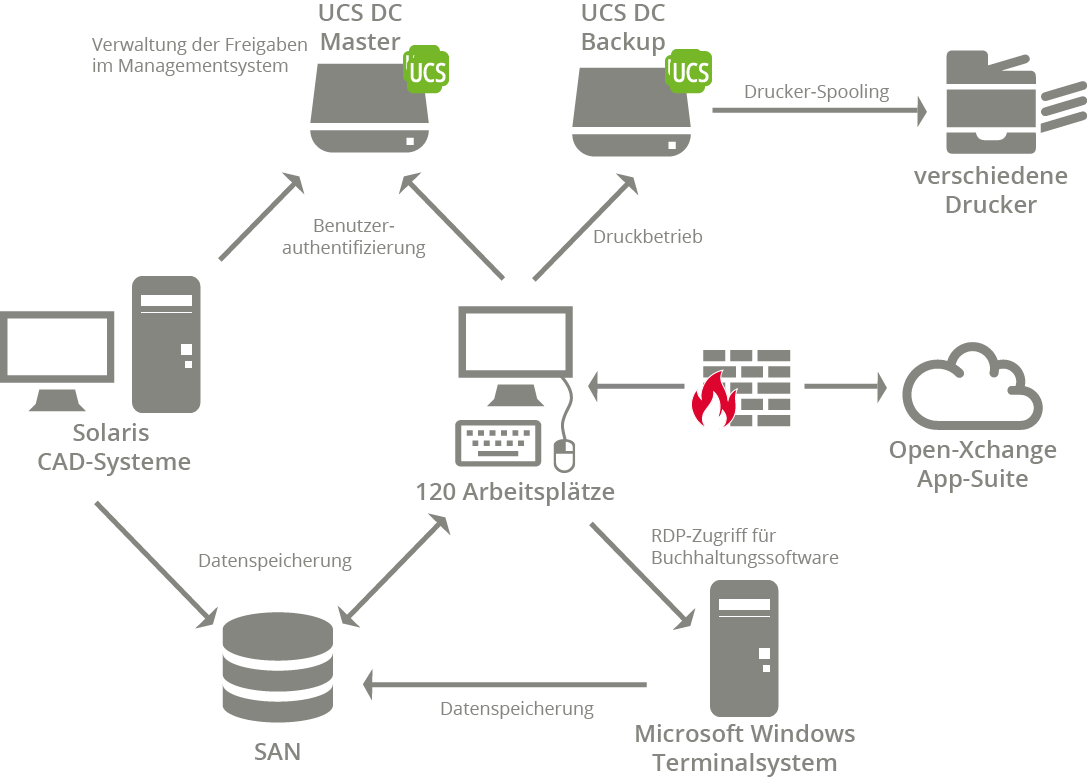 UCS DC
Master
UCS DC
Backup
Verwaltung der Freigaben
im Managementsystem
UCS
UCS
Drucker-Spooling
verschiedene
Drucker
Benutzer-
authentifizierung
Druckbetrieb
Solaris
CAD-Systeme
120 Arbeitsplätze
Open-Xchange
App-Suite
Datenspeicherung
RDP-Zugriff für
Buchhaltungssoftware
Datenspeicherung
SAN
Microsoft Windows
Terminalsystem